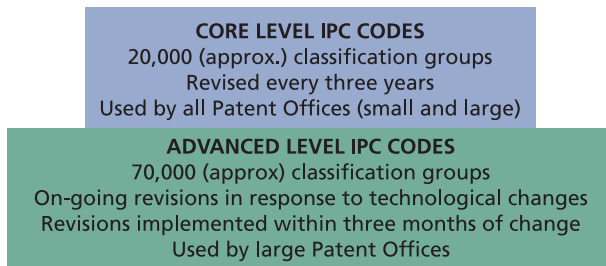 CORE LEVEL IPC CODES
20,000 (approx.) classification groups
Revised every three years
Used by all Patent Offices (small and large)
ADVANCED LEVEL IPC CODES
70,000 (approx) classification groups
On-going revisions in response to technological changes
Revisions implemented within three months of change
Used by large Patent Offices